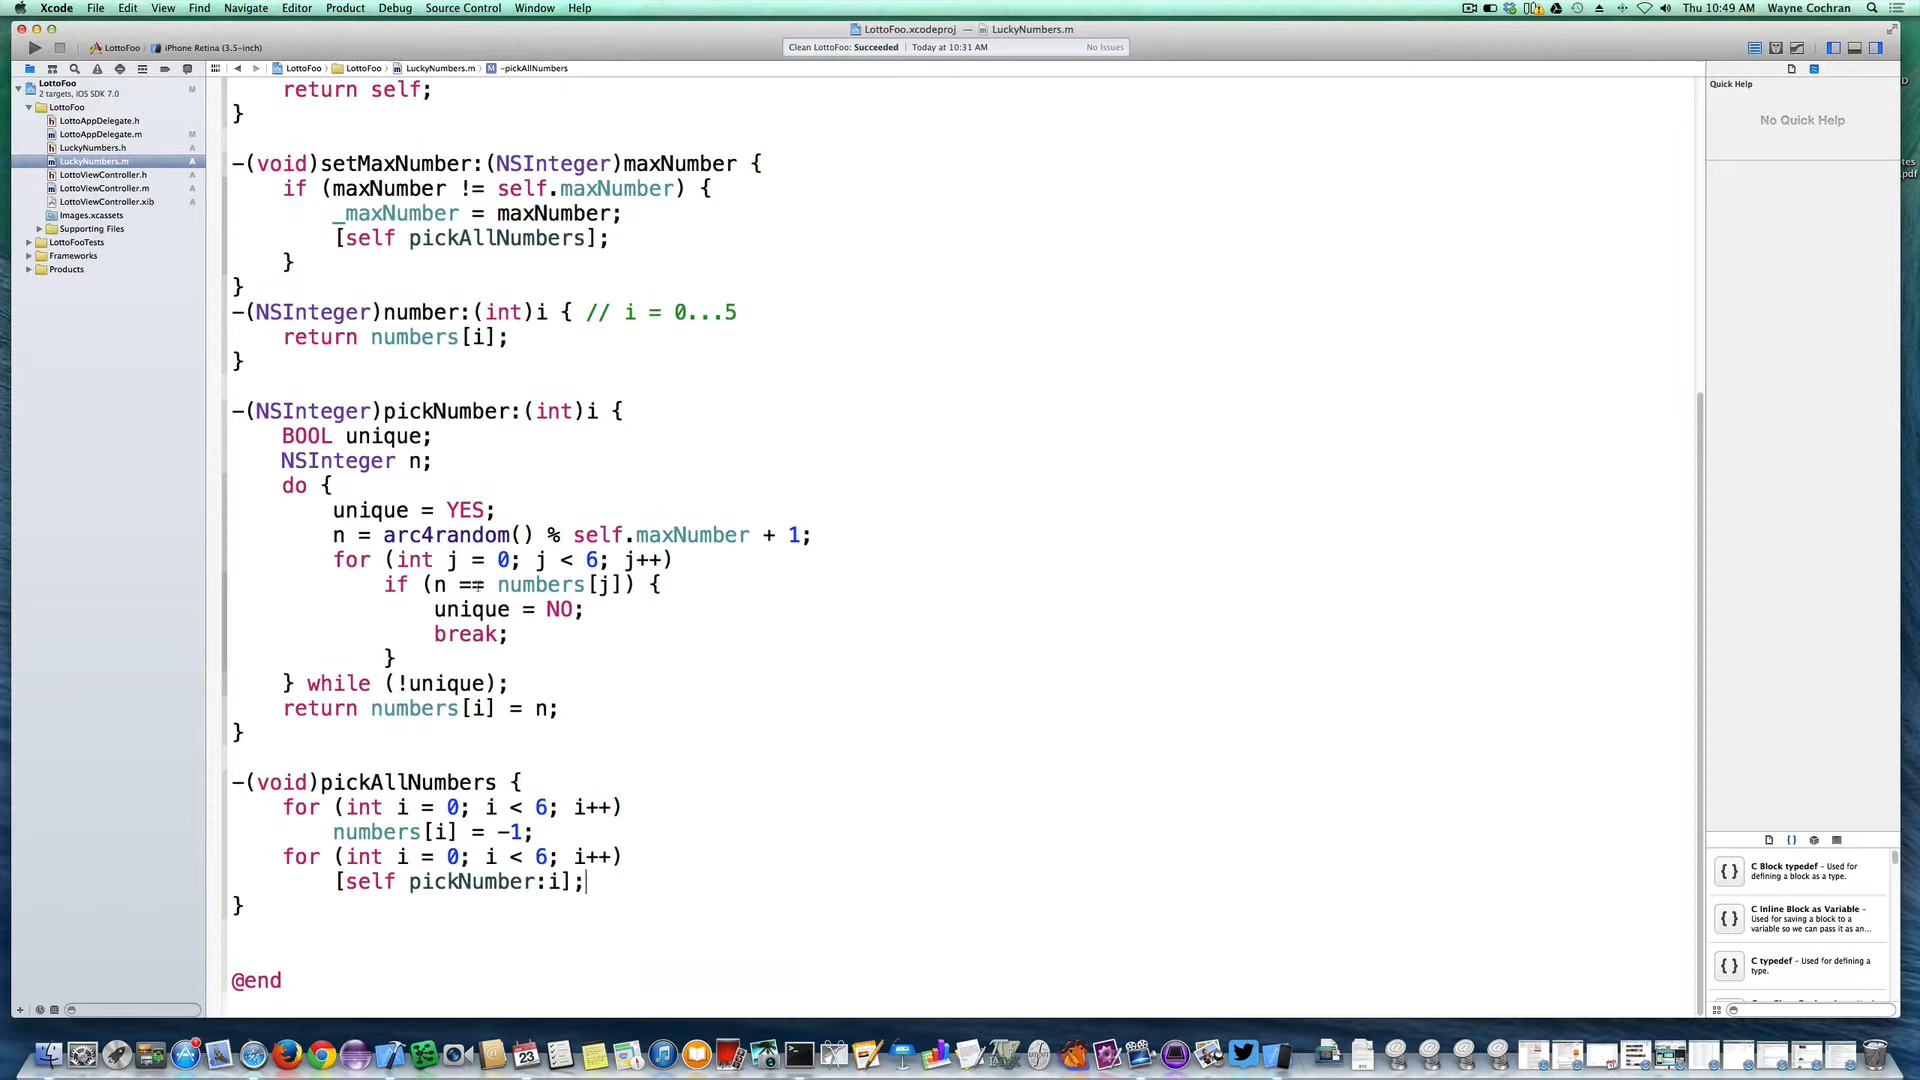 Xcode File Edit View Find Navigate Editor Product Debug Source Control Window Help
Thu 10:49 AM Wayne Cochran
LottoFoo.xcodeproj — LuckyNumbers.m
LottoFoo iPhone Retina (3.5-inch)
Clean LottoFoo: Succeeded Today at 10:31 AM No Issues
LottoFoo LottoFoo LuckyNumbers.m -pickAllNumbers
LottoFoo
2 targets, iOS SDK 7.0 M
LottoFoo
LottoAppDelegate.h
LottoAppDelegate.m M
LuckyNumbers.h A
LuckyNumbers.m A
LottoViewController.h A
LottoViewController.m A
LottoViewController.xib A
Images.xcassets
Supporting Files
LottoFooTests
Frameworks
Products
return self;
}
-(void)setMaxNumber:(NSInteger)maxNumber {
if (maxNumber != self.maxNumber) {
_maxNumber = maxNumber;
[self pickAllNumbers];
}
}
-(NSInteger)number:(int)i { // i = 0...5
return numbers[i];
}
-(NSInteger)pickNumber:(int)i {
BOOL unique;
NSInteger n;
do {
unique = YES;
n = arc4random() % self.maxNumber + 1;
for (int j = 0; j < 6; j++)
if (n == numbers[j]) {
unique = NO;
break;
}
} while (!unique);
return numbers[i] = n;
}
-(void)pickAllNumbers {
for (int i = 0; i < 6; i++)
numbers[i] = -1;
for (int i = 0; i < 6; i++)
[self pickNumber:i];
}
@end
Quick Help
No Quick Help
{ } C Block typedef – Used for
defining a block as a type.
{ } C Inline Block as Variable –
Used for saving a block to a
variable so we can pass it as an...
{ } C typedef – Used for defining a
type.
.pdf
23